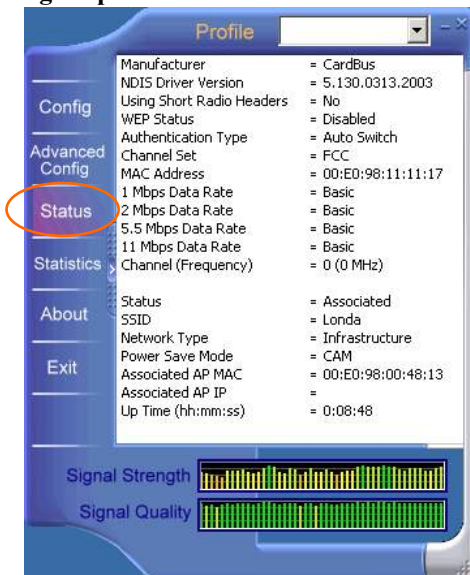 Profile
Manufacturer = CardBus
NDIS Driver Version = 5.130.0313.2003
Using Short Radio Headers = No
WEP Status = Disabled
Authentication Type = Auto Switch
Channel Set = FCC
MAC Address = 00:E0:98:11:11:17
1 Mbps Data Rate = Basic
2 Mbps Data Rate = Basic
5.5 Mbps Data Rate = Basic
11 Mbps Data Rate = Basic
Channel (Frequency) = 0 (0 MHz)
Status = Associated
SSID = Londa
Network Type = Infrastructure
Power Save Mode = CAM
Associated AP MAC = 00:E0:98:00:48:13
Associated AP IP =
Up Time (hh:mm:ss) = 0:08:48
Config
Advanced
Config
Status
Statistics
About
Exit
Signal Strength
Signal Quality